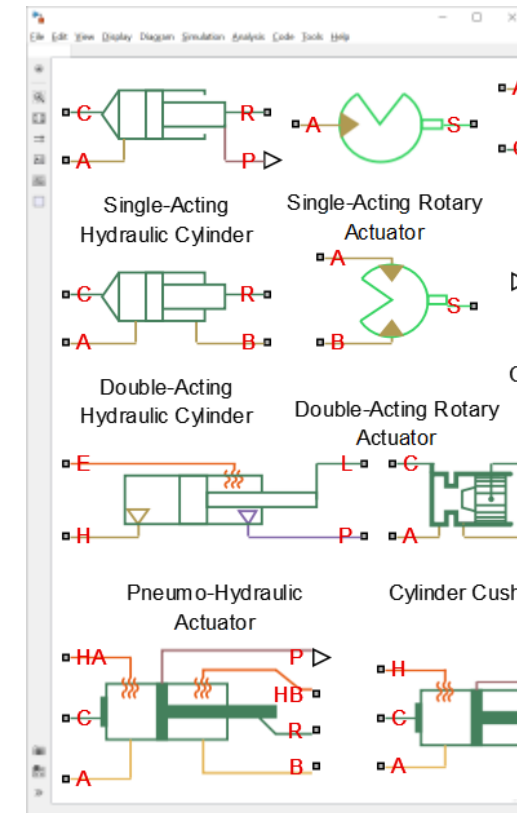 File Edit View Display Diagram Simulation Analysis Code Tools Help
C R A S
A P
Single-Acting
Hydraulic Cylinder
Single-Acting Rotary
Actuator
C R A S
A B B
Double-Acting
Hydraulic Cylinder
Double-Acting Rotary
Actuator
E L C
H P A
Pneumo-Hydraulic
Actuator
Cylinder Cush
HA P H
HB
C R C
A B A